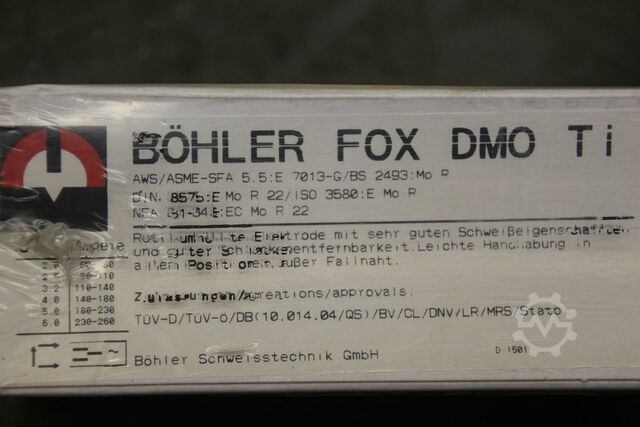 BÖHLER FOX DMO Ti
AWS/ASME-SFA 5.5:E 7013-G/BS 2493:Mo R
DIN 8575:E Mo R 22/ISO 3580:E Mo R
NFA 81-345:EC Mo R 22
Elektrode mit sehr guten Schweißeigenschaften
und guter Schlackenentfernbarkeit. Leichte Handhabung in
allen Positionen außer Fallnaht.
Ampere
2.5 80-110
3.2 110-140
4.0 140-180
5.0 180-230
6.0 230-260
Zulassungen/approvals.
TÜV-D/TÜV-Ö/DB(10.014.04/QS)/BV/CL/DNV/LR/MRS/Stato
Böhler Schweisstechnik GmbH
D 1501